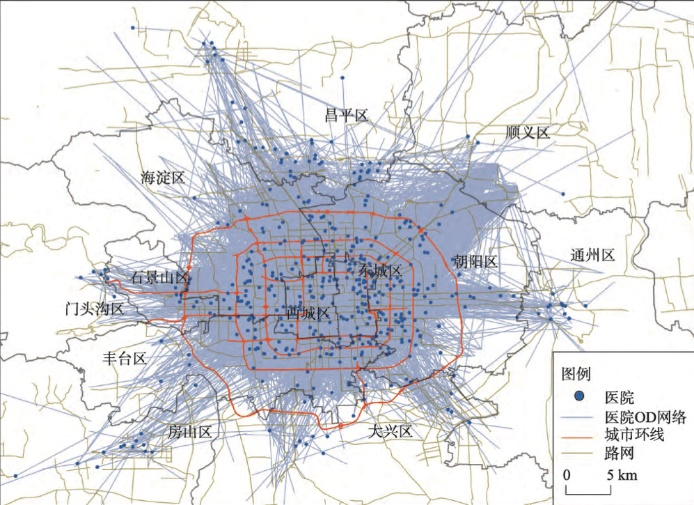 昌平区
顺义区
海淀区
朝阳区
通州区
东城区
石景山区
门头沟区
西城区
丰台区
房山区
大兴区
图例
医院
医院OD网络
城市环线
路网
0 5 km